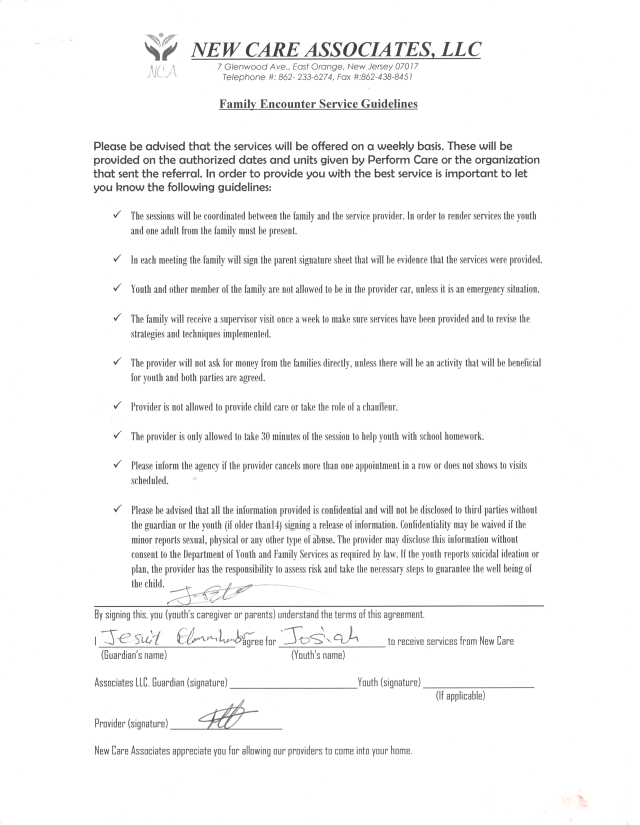 NCA
NEW CARE ASSOCIATES, LLC
7 Glenwood Ave., East Orange, New Jersey 07017
Telephone #: 862- 233-6274, Fax #:862-438-8451
Family Encounter Service Guidelines
Please be advised that the services will be offered on a weekly basis. These will be
provided on the authorized dates and units given by Perform Care or the organization
that sent the referral. In order to provide you with the best service is important to let
you know the following guidelines:
✓ The sessions will be coordinated between the family and the service provider. In order to render services the youth
and one adult from the family must be present.
✓ In each meeting the family will sign the parent signature sheet that will be evidence that the services were provided.
✓ Youth and other member of the family are not allowed to be in the provider car, unless it is an emergency situation.
✓ The family will receive a supervisor visit once a week to make sure services have been provided and to revise the
strategies and techniques implemented.
✓ The provider will not ask for money from the families directly, unless there will be an activity that will be beneficial
for youth and both parties are agreed.
✓ Provider is not allowed to provide child care or take the role of a chauffeur.
✓ The provider is only allowed to take 30 minutes of the session to help youth with school homework.
✓ Please inform the agency if the provider cancels more than one appointment in a row or does not shows to visits
scheduled.
✓ Please be advised that all the information provided is confidential and will not be disclosed to third parties without
the guardian or the youth (if older than14) signing a release of information. Confidentiality may be waived if the
minor reports sexual, physical or any other type of abuse. The provider may disclose this information without
consent to the Department of Youth and Family Services as required by law. If the youth reports suicidal ideation or
plan, the provider has the responsibility to assess risk and take the necessary steps to guarantee the well being of
the child.
By signing this, you (youth's caregiver or parents) understand the terms of this agreement.
I Jesuit agree for Josiah to receive services from New Care
(Guardian's name) (Youth's name)
Associates LLC. Guardian (signature) Youth (signature)
(If applicable)
Provider (signature)
New Care Associates appreciate you for allowing our providers to come into your home.